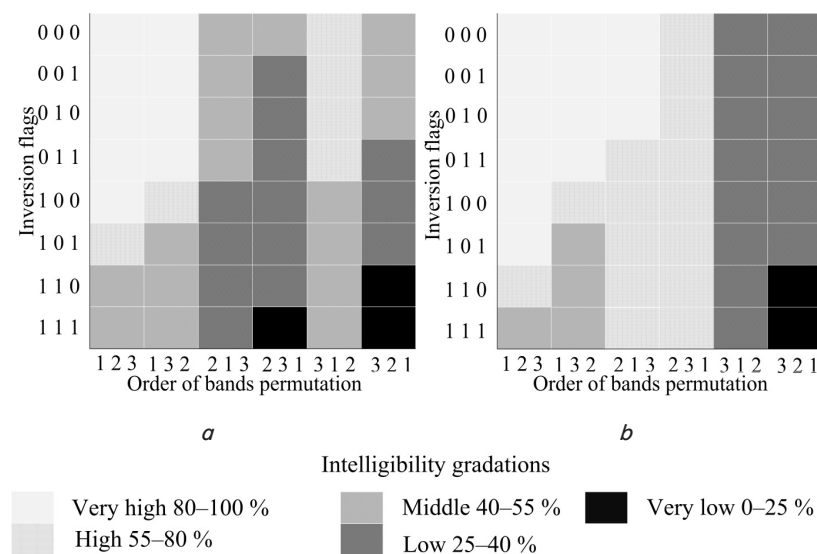 Inversion flags
0 0 0
0 0 1
0 1 0
0 1 1
1 0 0
1 0 1
1 1 0
1 1 1
1 2 3 1 3 2 2 1 3 2 3 1 3 1 2 3 2 1
Order of bands permutation
a
Inversion flags
0 0 0
0 0 1
0 1 0
0 1 1
1 0 0
1 0 1
1 1 0
1 1 1
1 2 3 1 3 2 2 1 3 2 3 1 3 1 2 3 2 1
Order of bands permutation
b
Intelligibility gradations
Very high 80–100 %
High 55–80 %
Middle 40–55 %
Low 25–40 %
Very low 0–25 %